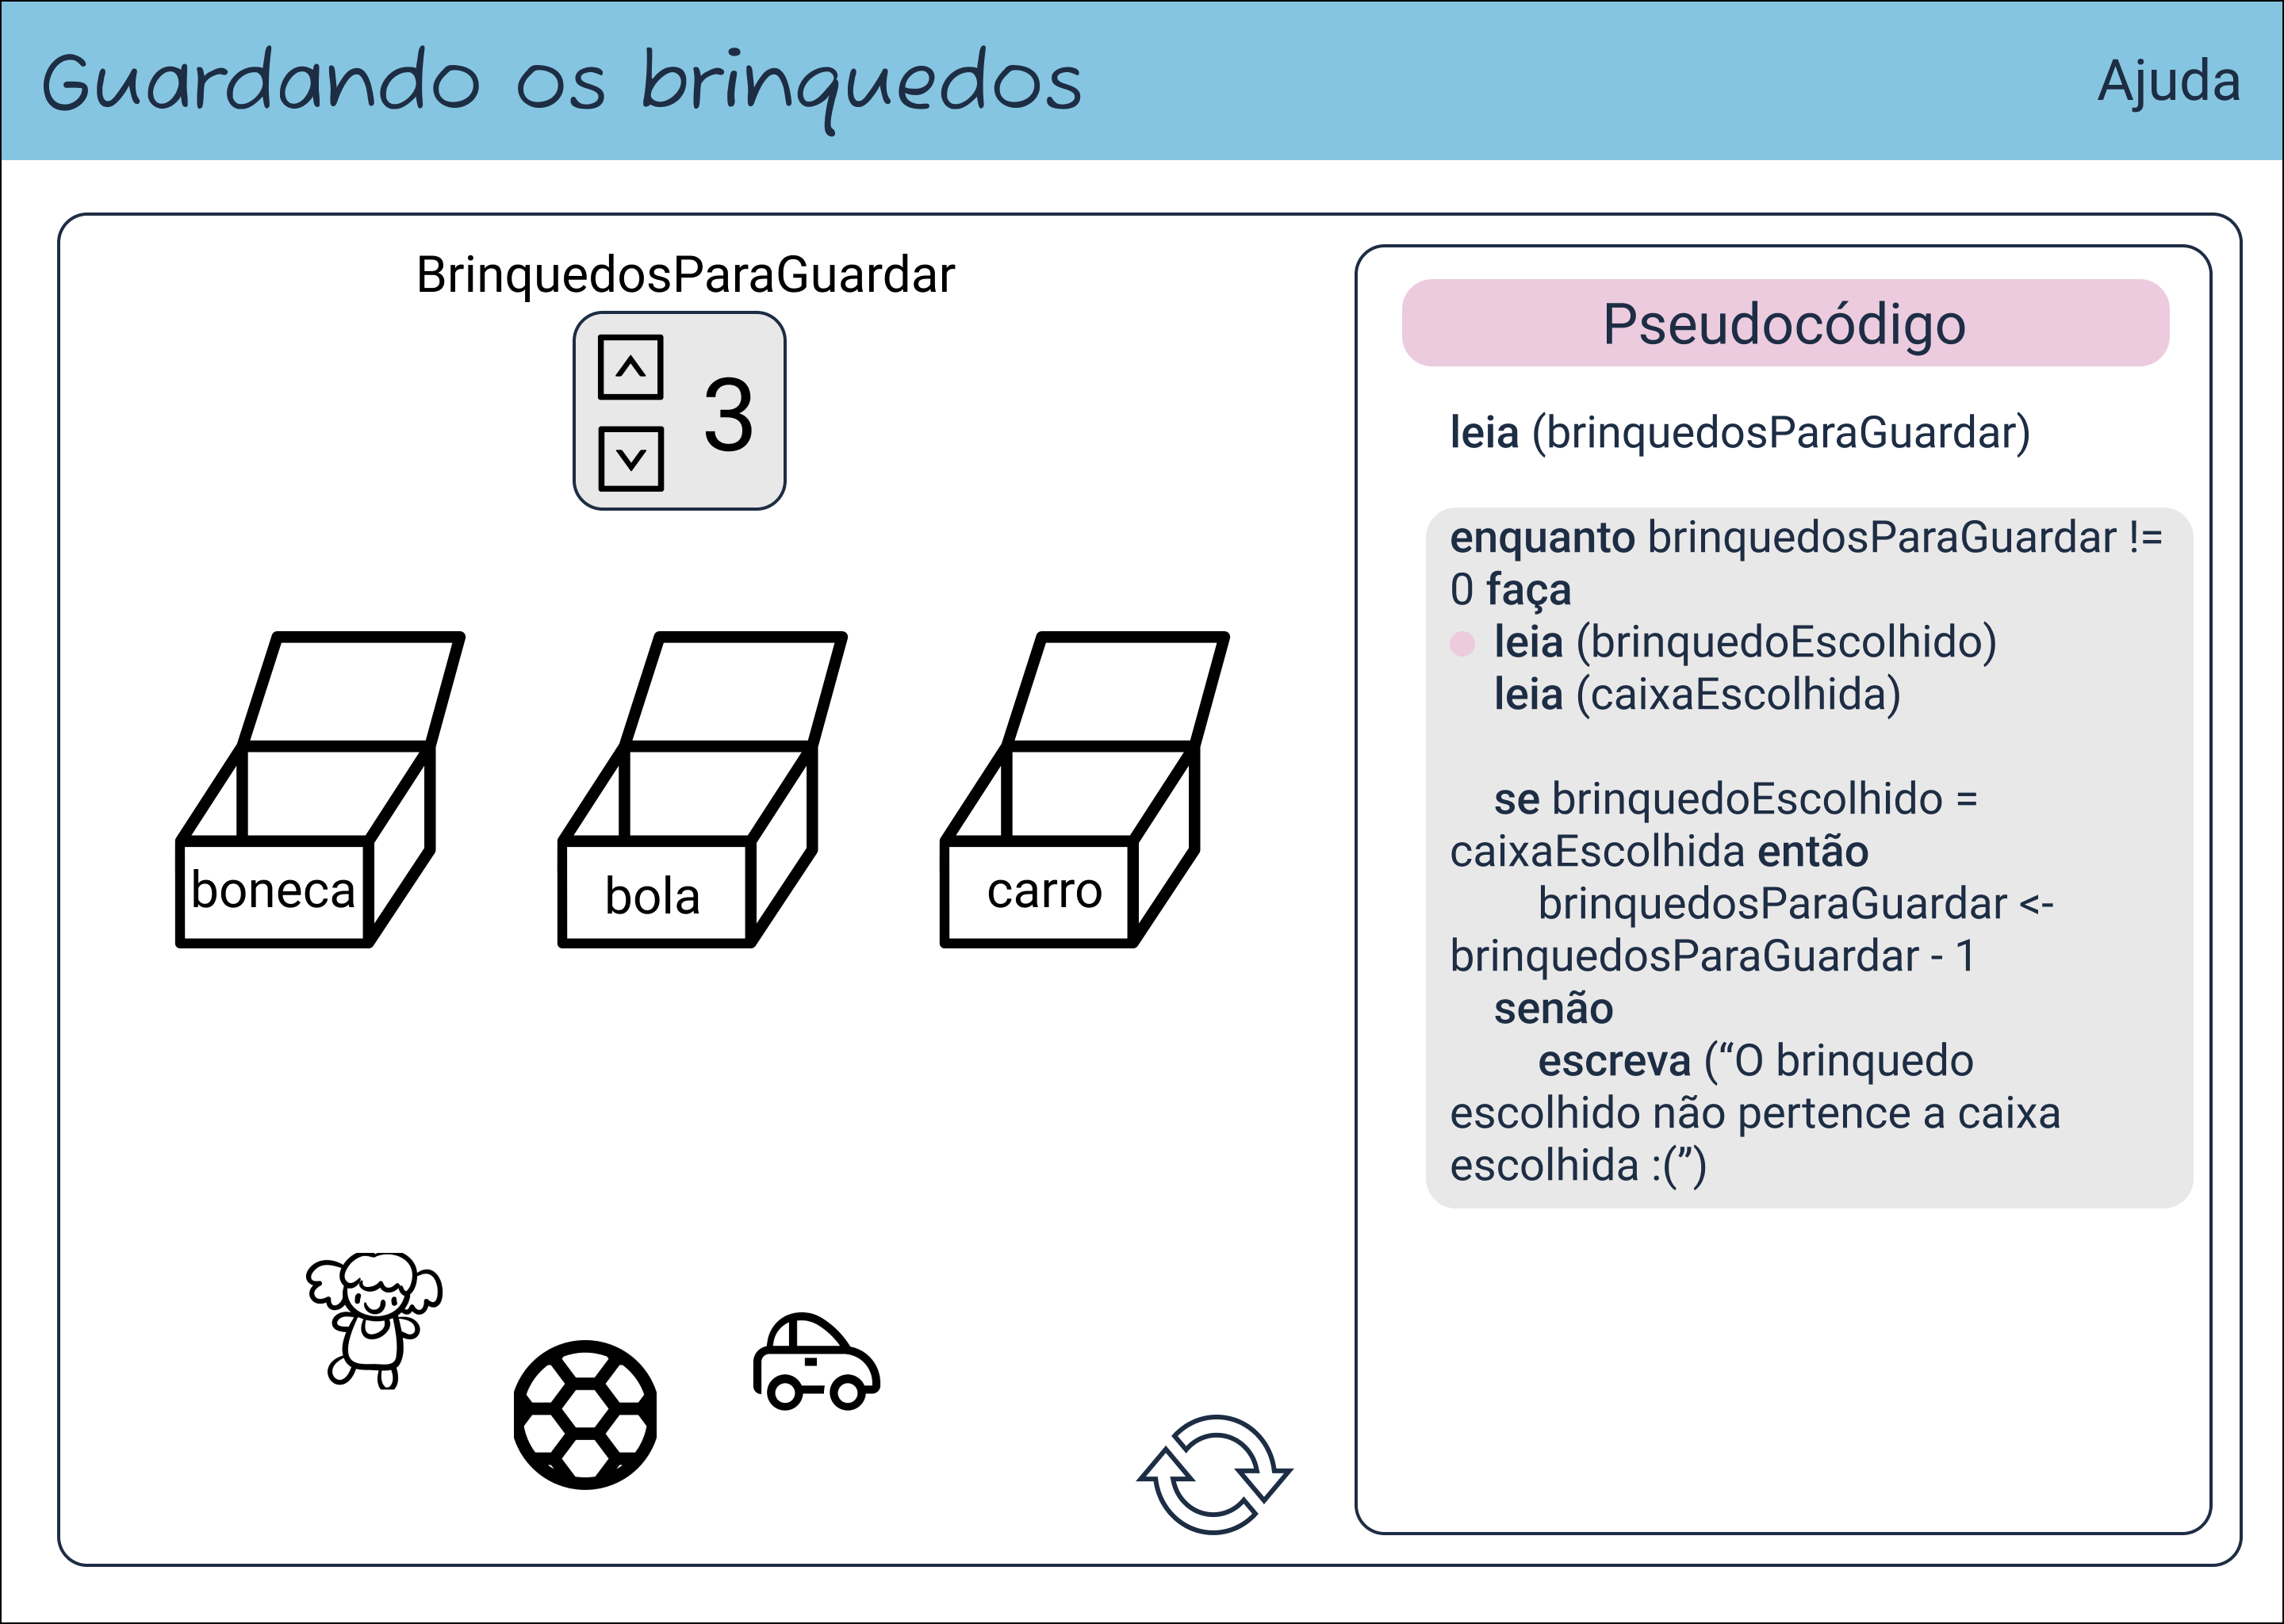 Guardando os brinquedos
Ajuda
BrinquedosParaGuardar
3
boneca
bola
carro
Pseudocódigo
leia (brinquedosParaGuardar)
enquanto brinquedosParaGuardar !=
0 faça
leia (brinquedoEscolhido)
leia (caixaEscolhida)
se brinquedoEscolhido =
caixaEscolhida então
brinquedosParaGuardar <-
brinquedosParaGuardar - 1
senão
escreva (“O brinquedo
escolhido não pertence a caixa
escolhida :(”)